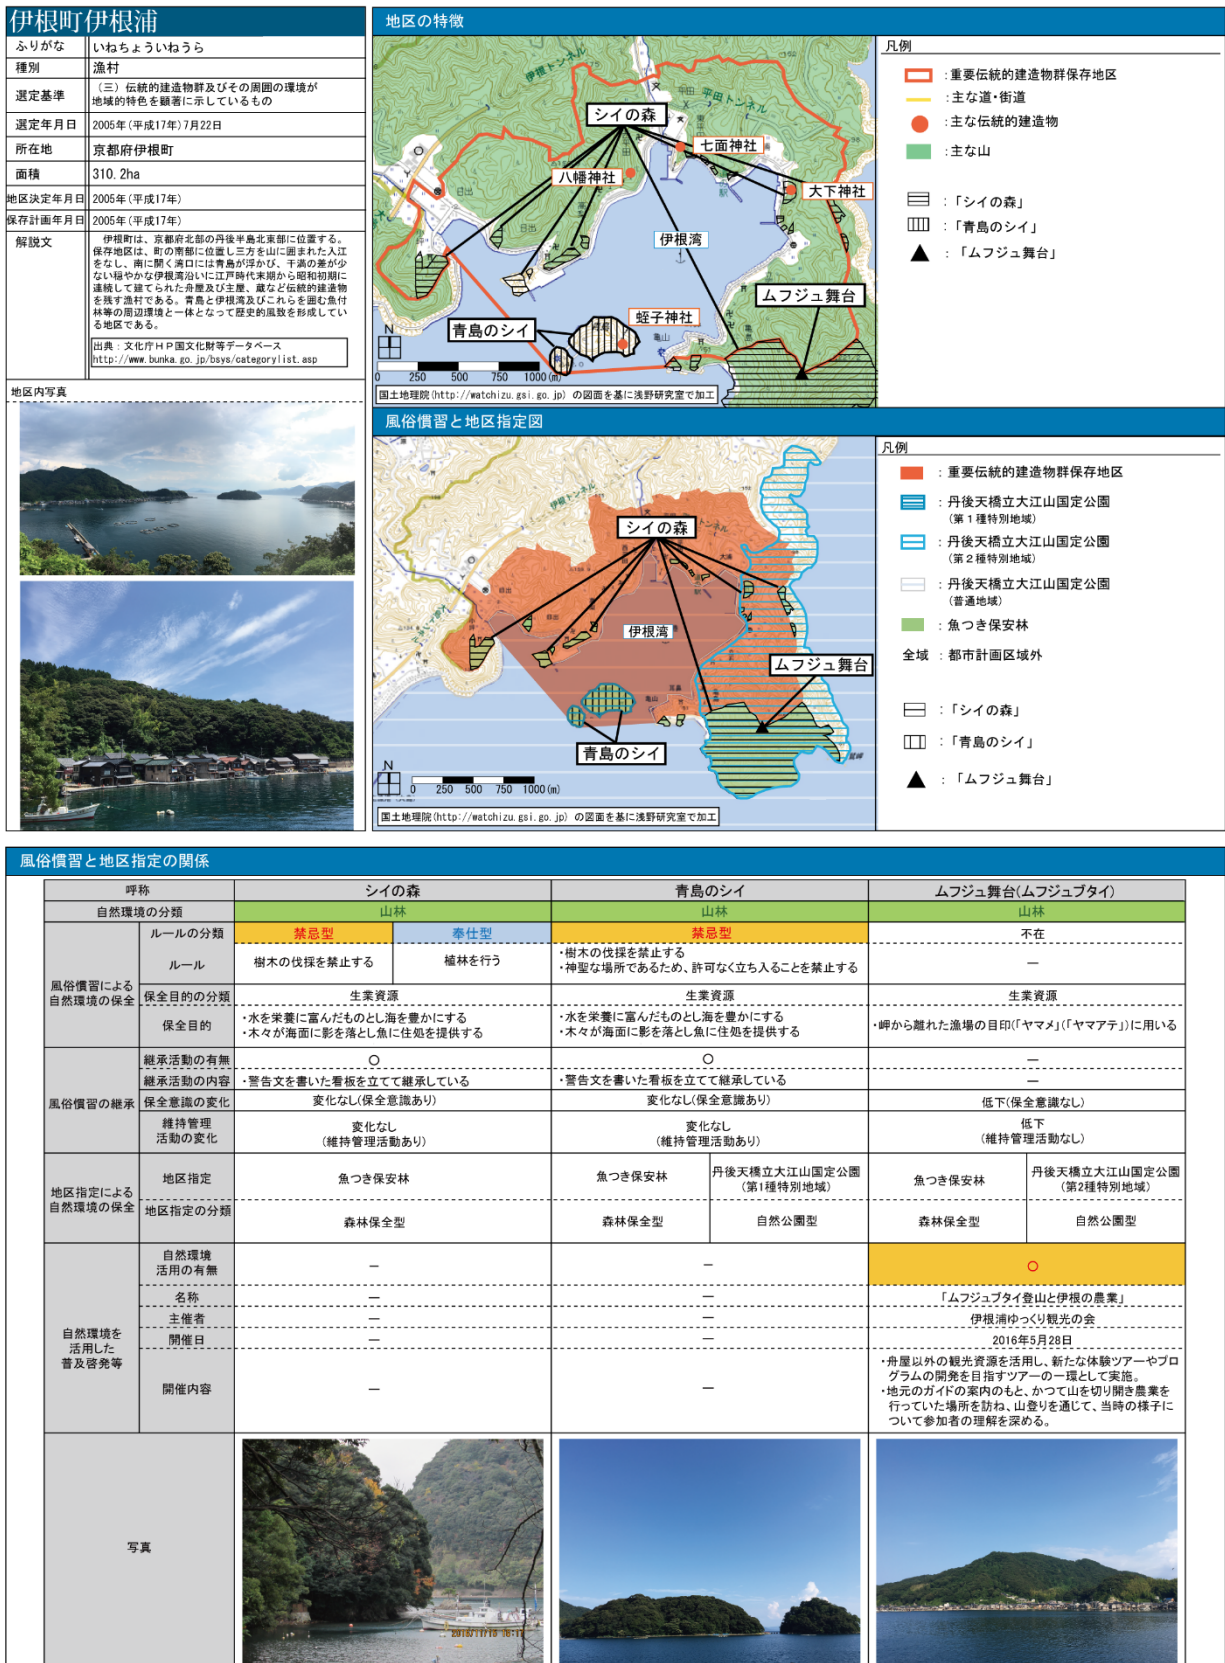 伊根町伊根浦
ふりがな いねちょういねうら
種別 漁村
選定基準 （三）伝統的建造物群及びその周囲の環境が
地域的特色を顕著に示しているもの
選定年月日 2005年(平成17年)7月22日
所在地 京都府伊根町
面積 310.2ha
地区決定年月日 2005年(平成17年)
保存計画年月日 2005年(平成17年)
解説文 伊根町は、京都府北部の丹後半島北東部に位置する。
保存地区は、町の南部に位置し三方を山に囲まれた入江
をなし、南に開く湾口には青島が浮かび、干満の差が少
ない穏やかな伊根湾沿いに江戸時代末期から昭和初期に
連続して建てられた舟屋及び主屋、蔵など伝統的建造物
を残す漁村である。青島と伊根湾及びこれらを囲む魚付
林等の周辺環境と一体となって歴史的風致を形成してい
る地区である。
出典：文化庁ＨＰ国文化財等データベース
http://www.bunka.go.jp/bsys/categorylist.asp
地区内写真
地区の特徴
伊根トンネル
平田トンネル
シイの森
七面神社
八幡神社
大下神社
伊根湾
日出
ムフジュ舞台
蛭子神社
青島のシイ
亀山
亀島
N
0 250 500 750 1000(m)
国土地理院(http://watchizu.gsi.go.jp) の図面を基に浅野研究室で加工
凡例
：重要伝統的建造物群保存地区
：主な道・街道
：主な伝統的建造物
：主な山
：「シイの森」
：「青島のシイ」
：「ムフジュ舞台」
風俗慣習と地区指定図
伊根トンネル
シイの森
伊根湾
ムフジュ舞台
亀山
青島のシイ
N
0 250 500 750 1000(m)
国土地理院(http://watchizu.gsi.go.jp) の図面を基に浅野研究室で加工
凡例
：重要伝統的建造物群保存地区
：丹後天橋立大江山国定公園
(第１種特別地域)
：丹後天橋立大江山国定公園
(第２種特別地域)
：丹後天橋立大江山国定公園
(普通地域)
：魚つき保安林
全域 ：都市計画区域外
：「シイの森」
：「青島のシイ」
：「ムフジュ舞台」
風俗慣習と地区指定の関係
呼称 シイの森 青島のシイ ムフジュ舞台(ムフジュブタイ)
自然環境の分類 山林 山林 山林
風俗慣習による
自然環境の保全
ルールの分類 禁忌型 奉仕型 禁忌型 不在
ルール 樹木の伐採を禁止する 植林を行う
・樹木の伐採を禁止する
・神聖な場所であるため、許可なく立ち入ることを禁止する
―
保全目的の分類 生業資源 生業資源 生業資源
保全目的
・水を栄養に富んだものとし海を豊かにする
・木々が海面に影を落とし魚に住処を提供する
・水を栄養に富んだものとし海を豊かにする
・木々が海面に影を落とし魚に住処を提供する
・岬から離れた漁場の目印(「ヤマメ」(「ヤマアテ」)に用いる
風俗慣習の継承
継承活動の有無 ○ ○ ―
継承活動の内容 ・警告文を書いた看板を立てて継承している ・警告文を書いた看板を立てて継承している ―
保全意識の変化 変化なし(保全意識あり) 変化なし(保全意識あり) 低下(保全意識なし)
維持管理
活動の変化
変化なし
(維持管理活動あり)
変化なし
(維持管理活動あり)
低下
(維持管理活動なし)
地区指定による
自然環境の保全
地区指定 魚つき保安林 魚つき保安林
丹後天橋立大江山国定公園
(第1種特別地域)
魚つき保安林
丹後天橋立大江山国定公園
(第2種特別地域)
地区指定の分類 森林保全型 森林保全型 自然公園型 森林保全型 自然公園型
自然環境を
活用した
普及啓発等
自然環境
活用の有無
― ― ○
名称 ― ― 「ムフジュブタイ登山と伊根の農業」
主催者 ― ― 伊根浦ゆっくり観光の会
開催日 ― ― 2016年5月28日
開催内容 ― ―
・舟屋以外の観光資源を活用し、新たな体験ツアーやプロ
グラムの開発を目指すツアーの一環として実施。
・地元のガイドの案内のもと、かつて山を切り開き農業を
行っていた場所を訪ね、山登りを通じて、当時の様子に
ついて参加者の理解を深める。
写真